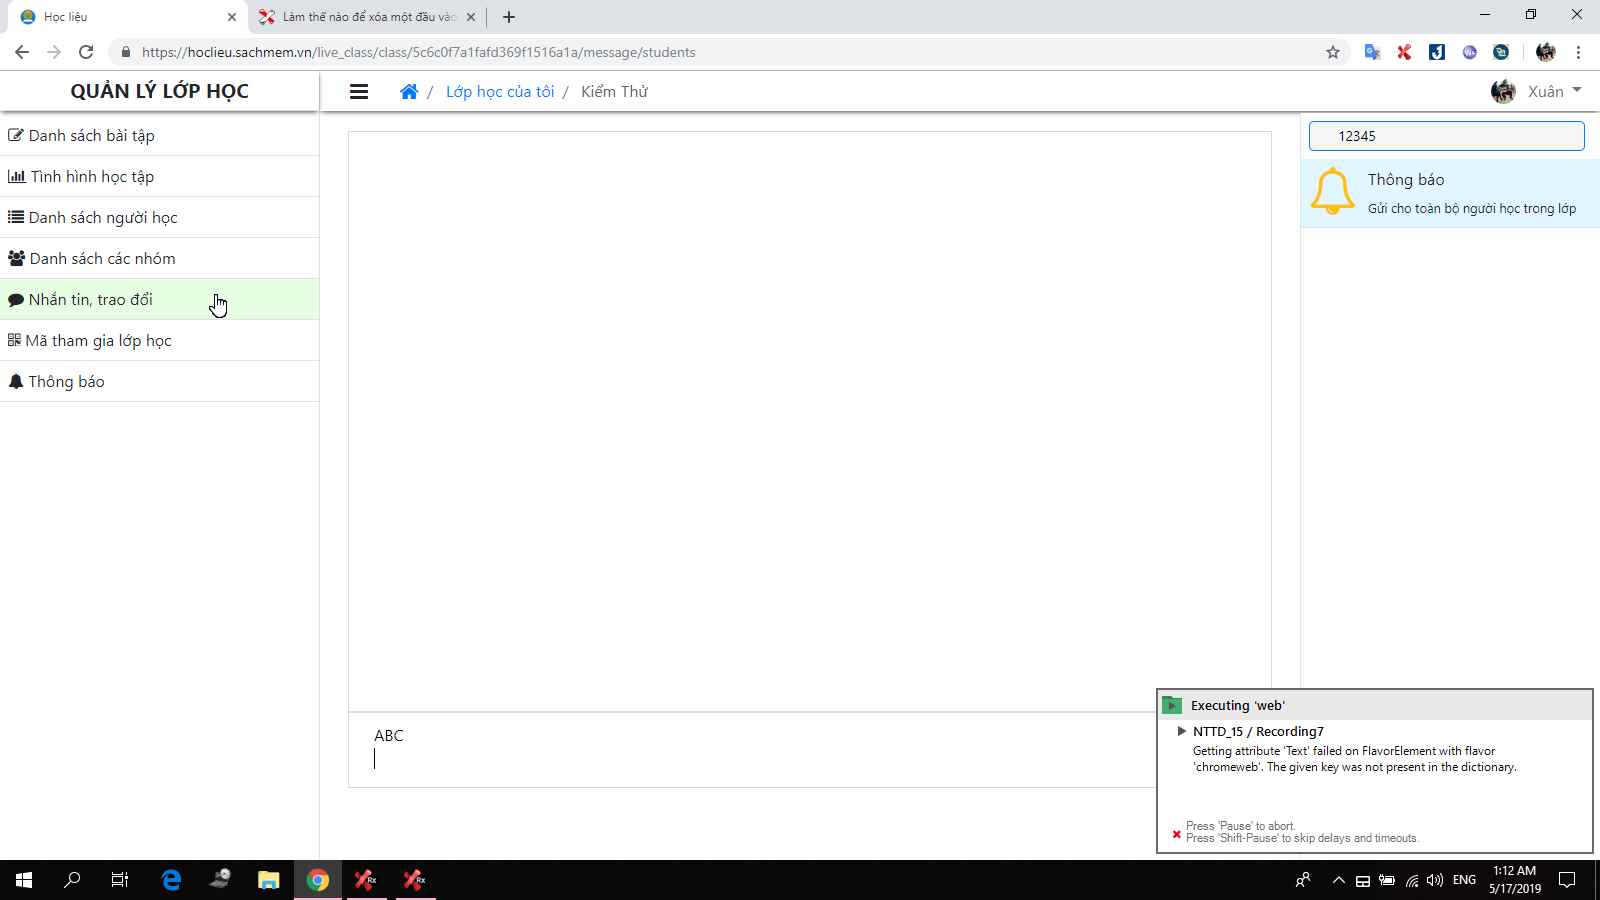 Học liệu
Làm thế nào để xóa một đầu vào
https://hoclieu.sachmem.vn/live_class/class/5c6c0f7a1fafd369f1516a1a/message/students
QUẢN LÝ LỚP HỌC
/ Lớp học của tôi / Kiểm Thử
Xuân
Danh sách bài tập
Tình hình học tập
Danh sách người học
Danh sách các nhóm
Nhắn tin, trao đổi
Mã tham gia lớp học
Thông báo
12345
Thông báo
Gửi cho toàn bộ người học trong lớp
ABC
Executing 'web'
NTTD_15 / Recording7
Getting attribute 'Text' failed on FlavorElement with flavor
'chromeweb'. The given key was not present in the dictionary.
Press 'Pause' to abort.
Press 'Shift-Pause' to skip delays and timeouts.
Rx
Rx
ENG
1:12 AM
5/17/2019